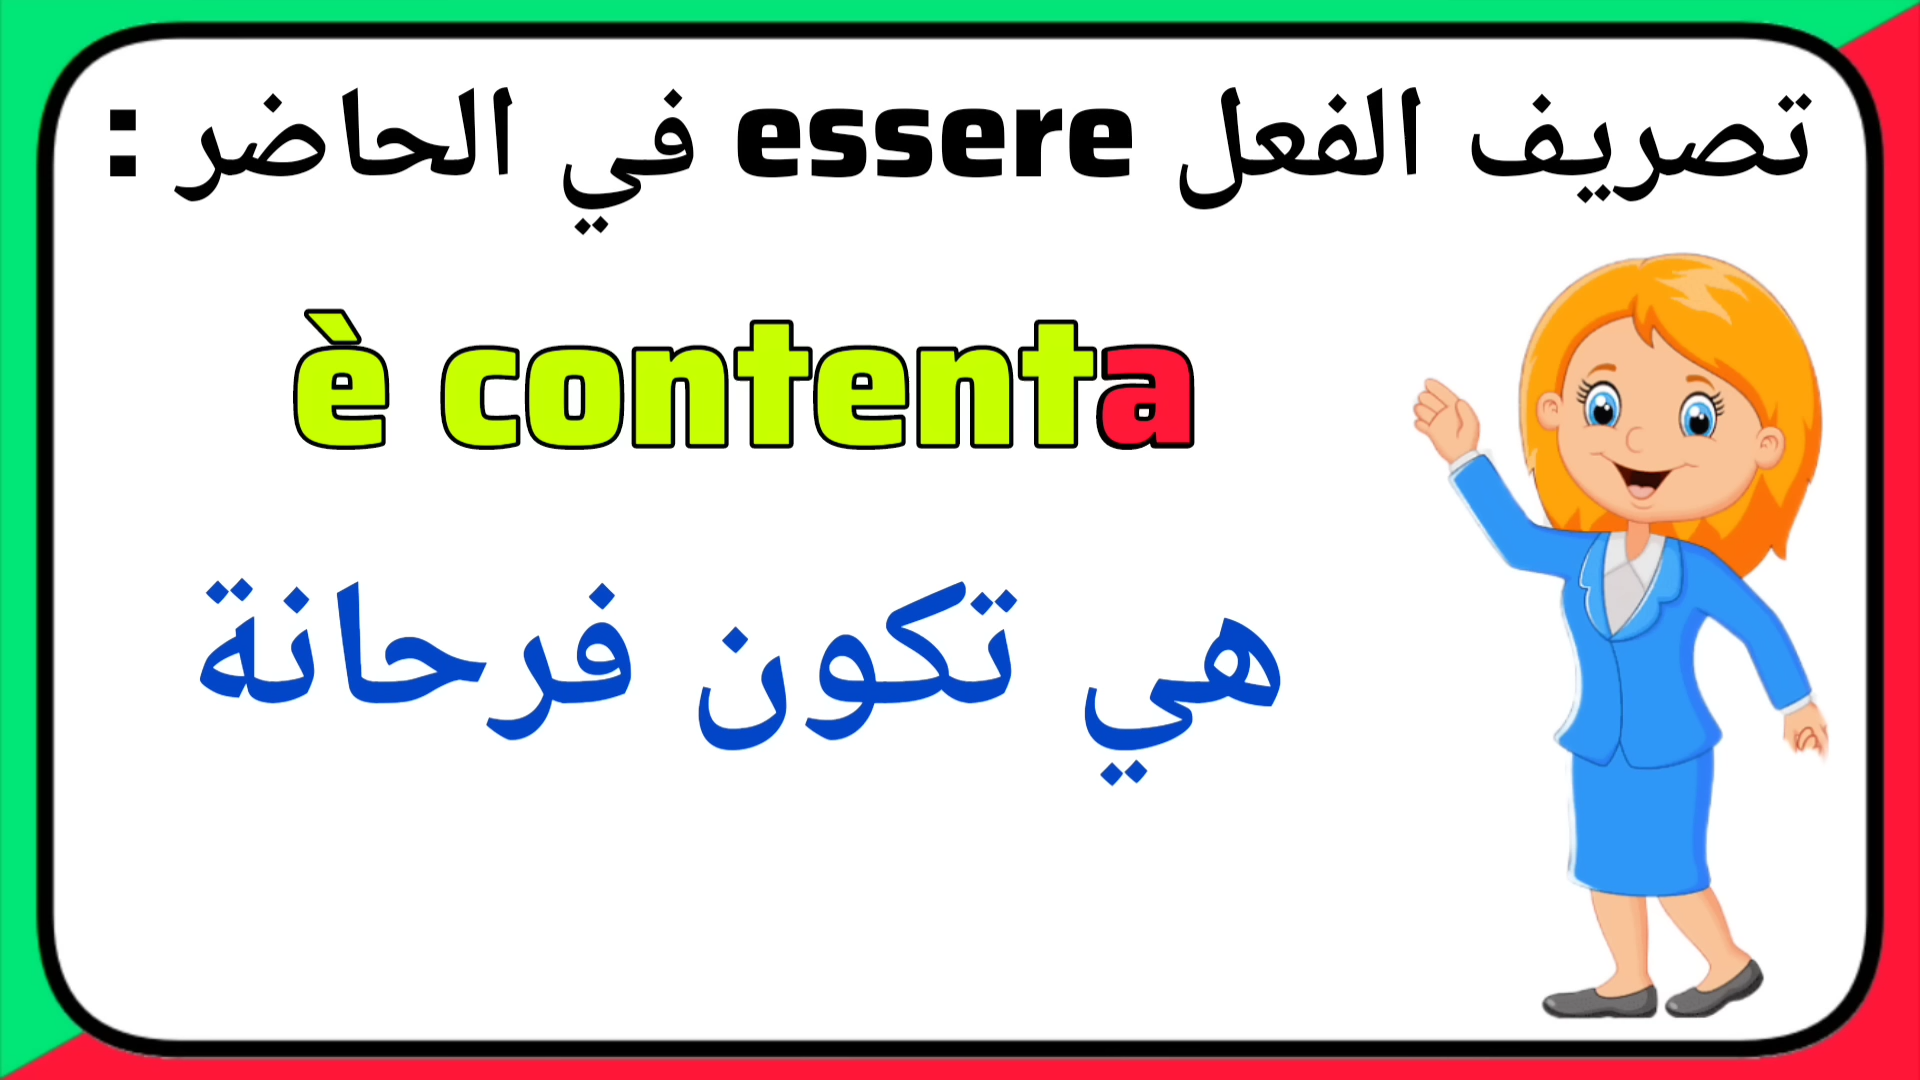 تصريف الفعل essere في الحاضر :
è contenta
هي تكون فرحانة